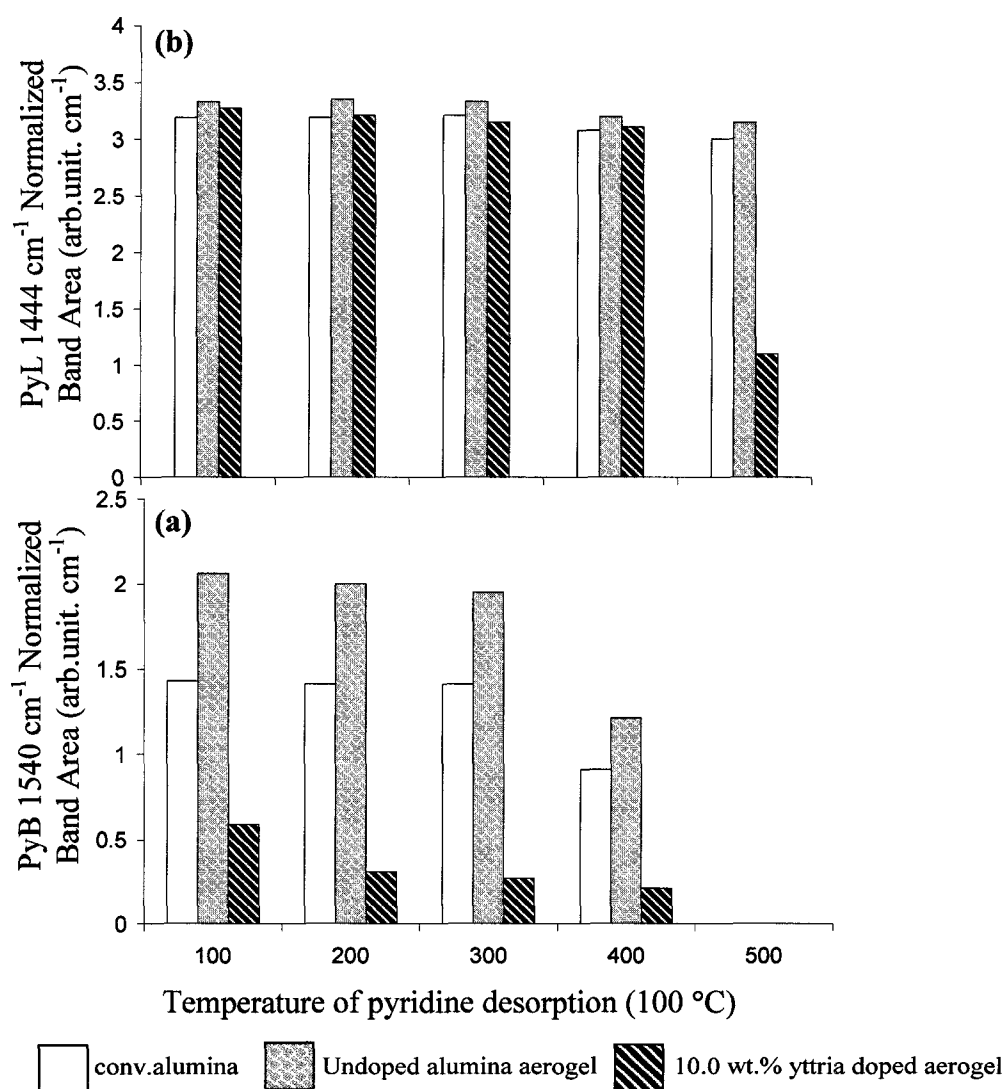 (b)
PyL 1444 cm⁻¹ Normalized
Band Area (arb.unit. cm⁻¹)
4
3.5
3
2.5
2
1.5
1
0.5
0
(a)
PyB 1540 cm⁻¹ Normalized
Band Area (arb.unit. cm⁻¹)
2.5
2
1.5
1
0.5
0
100 200 300 400 500
Temperature of pyridine desorption (100 °C)
conv.alumina Undoped alumina aerogel 10.0 wt.% yttria doped aerogel